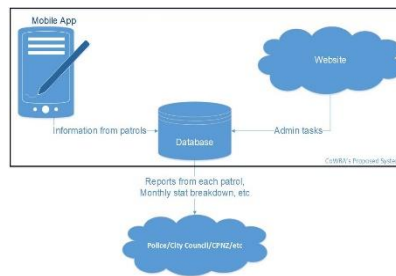 Mobile App
Website
Information from patrols
Admin tasks
Database
CoWBA's Proposed System
Reports from each patrol,
Monthly stat breakdown, etc
Police/City Council/CPNZ/etc